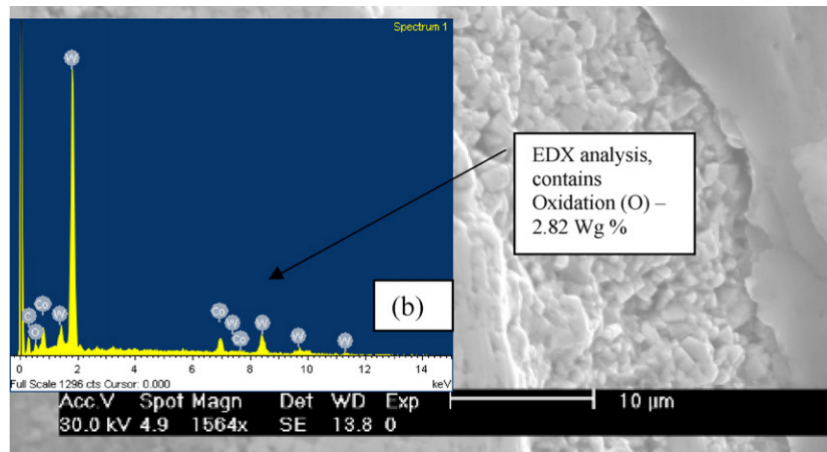 Spectrum 1
W
C
O
Co
W
Co
W
Co
W
W
W
0 2 4 6 8 10 12 14
Full Scale 1296 cts Cursor: 0.000 keV
(b)
EDX analysis,
contains
Oxidation (O) –
2.82 Wg %
Acc.V Spot Magn Det WD Exp 10 μm
30.0 kV 4.9 1564x SE 13.8 0